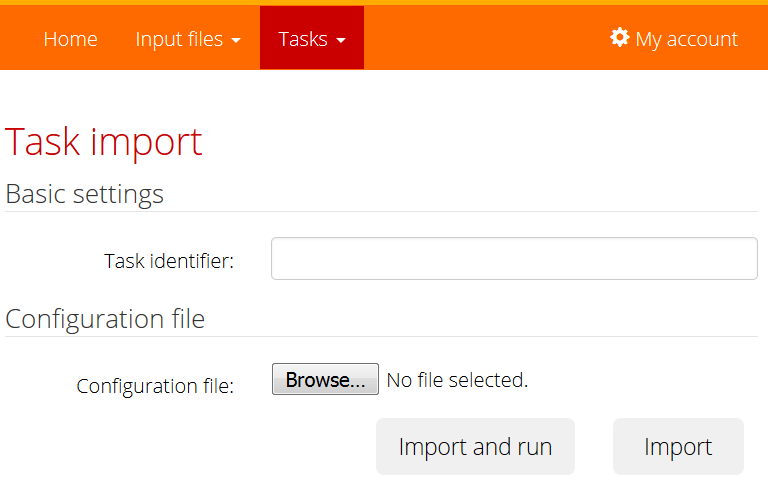 Home Input files Tasks My account
Task import
Basic settings
Task identifier:
Configuration file
Configuration file: Browse... No file selected.
Import and run Import